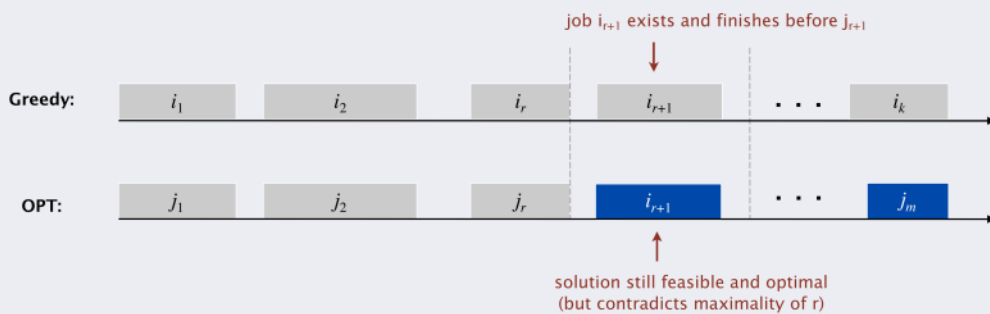 job i_{r+1} exists and finishes before j_{r+1}
Greedy: i_1 i_2 i_r i_{r+1} . . . i_k
OPT: j_1 j_2 j_r i_{r+1} . . . j_m
solution still feasible and optimal
(but contradicts maximality of r)